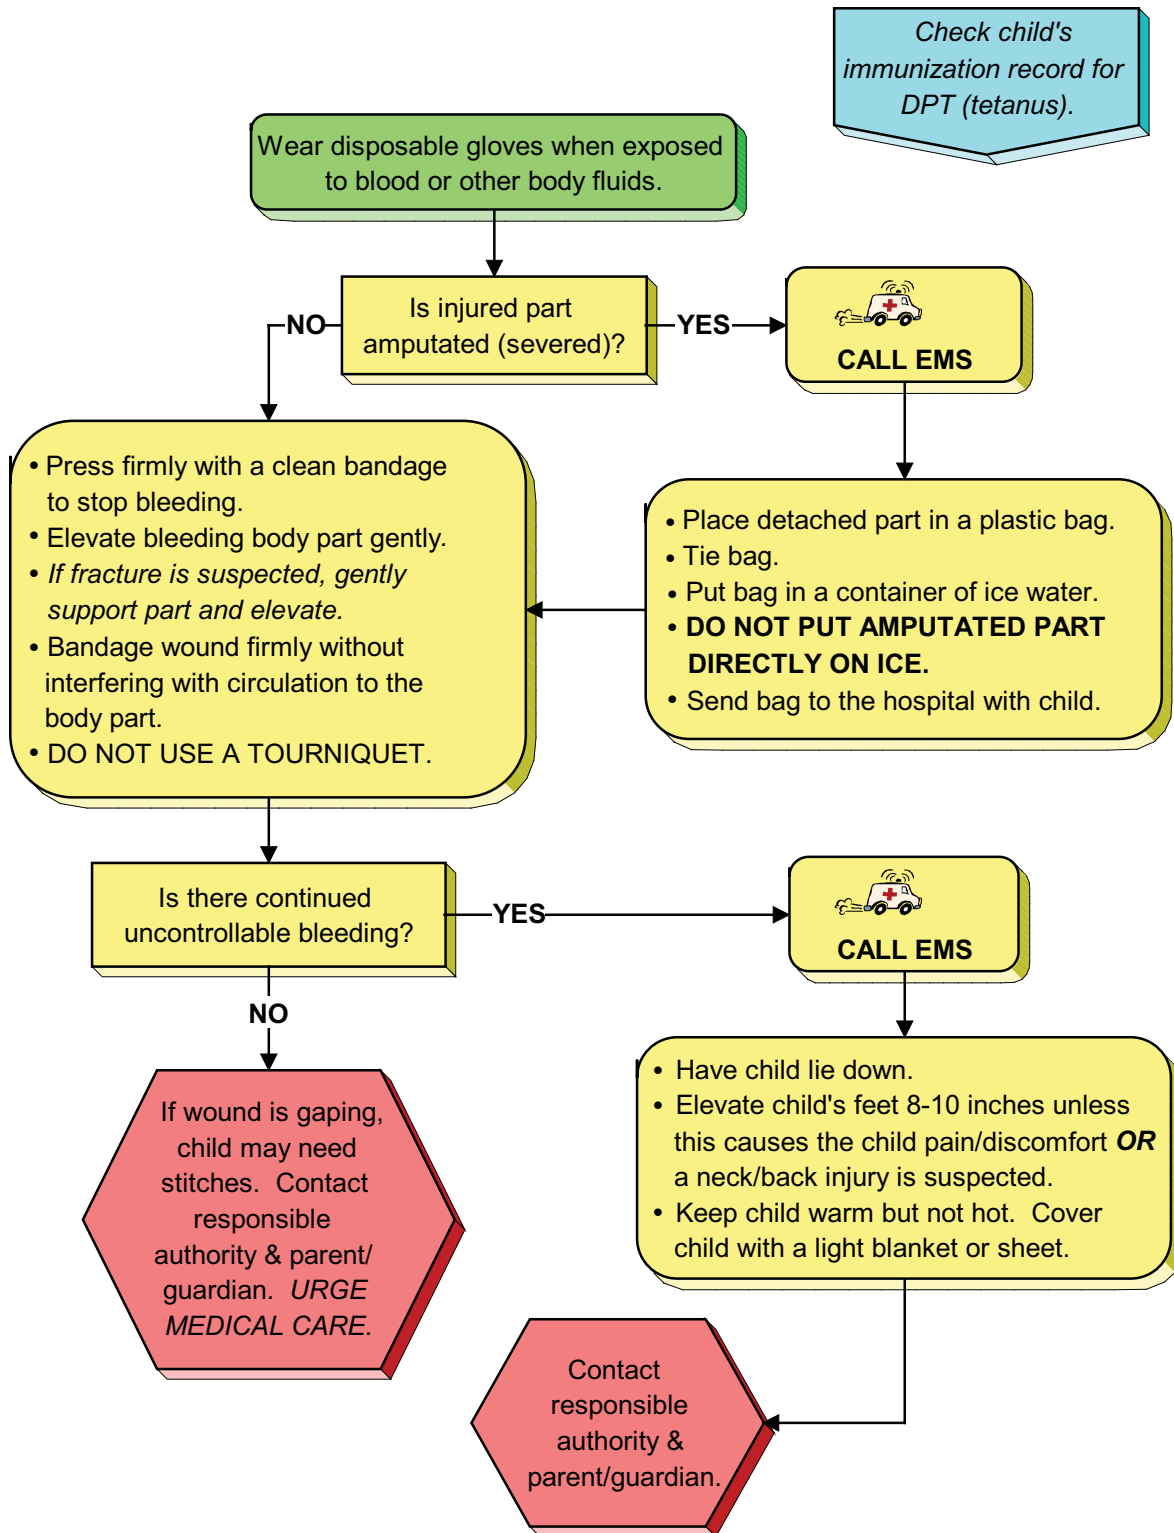 Check child's
immunization record for
DPT (tetanus).
Wear disposable gloves when exposed
to blood or other body fluids.
Is injured part
amputated (severed)?
NO
YES
CALL EMS
• Press firmly with a clean bandage
to stop bleeding.
• Elevate bleeding body part gently.
• If fracture is suspected, gently
support part and elevate.
• Bandage wound firmly without
interfering with circulation to the
body part.
• DO NOT USE A TOURNIQUET.
• Place detached part in a plastic bag.
• Tie bag.
• Put bag in a container of ice water.
• DO NOT PUT AMPUTATED PART
DIRECTLY ON ICE.
• Send bag to the hospital with child.
Is there continued
uncontrollable bleeding?
YES
CALL EMS
NO
If wound is gaping,
child may need
stitches. Contact
responsible
authority & parent/
guardian. URGE
MEDICAL CARE.
• Have child lie down.
• Elevate child's feet 8-10 inches unless
this causes the child pain/discomfort OR
a neck/back injury is suspected.
• Keep child warm but not hot. Cover
child with a light blanket or sheet.
Contact
responsible
authority &
parent/guardian.